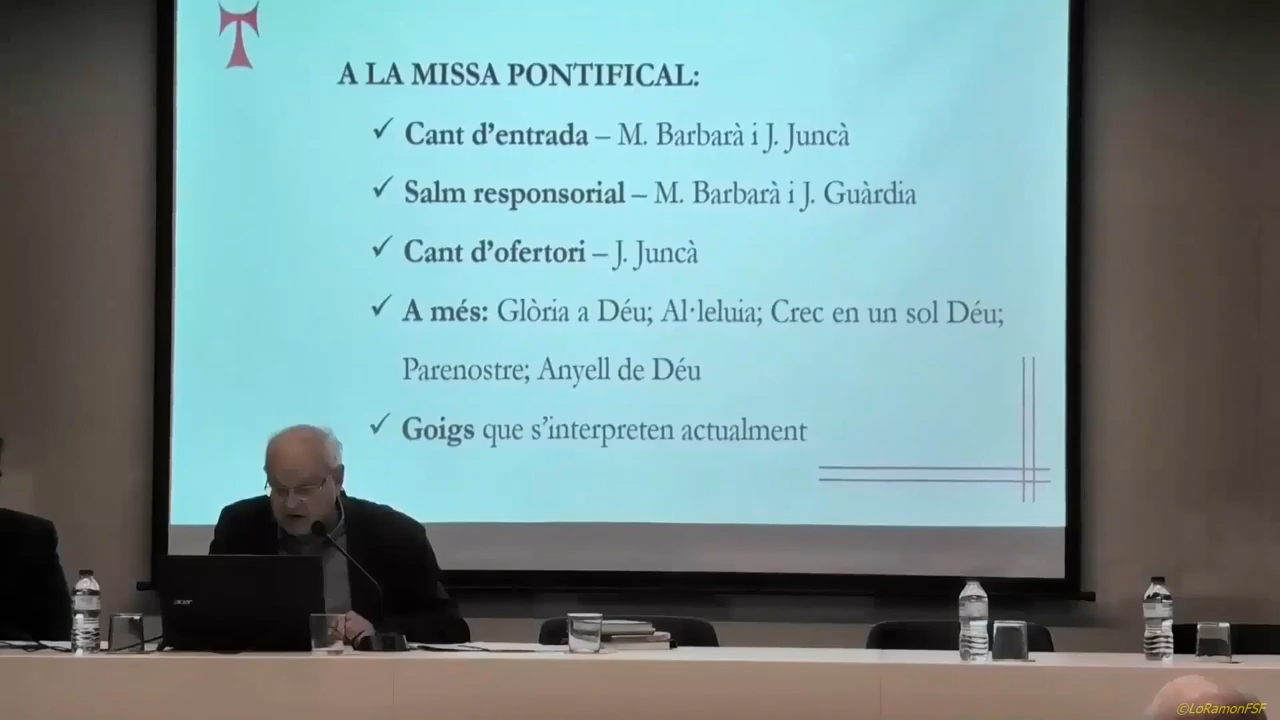 A LA MISSA PONTIFICAL:
✓ Cant d'entrada – M. Barbarà i J. Juncà
✓ Salm responsorial – M. Barbarà i J. Guàrdia
✓ Cant d'ofertori – J. Juncà
✓ A més: Glòria a Déu; Al·leluia; Crec en un sol Déu;
Parenostre; Anyell de Déu
✓ Goigs que s'interpreten actualment
acer
©LoRamonFSF